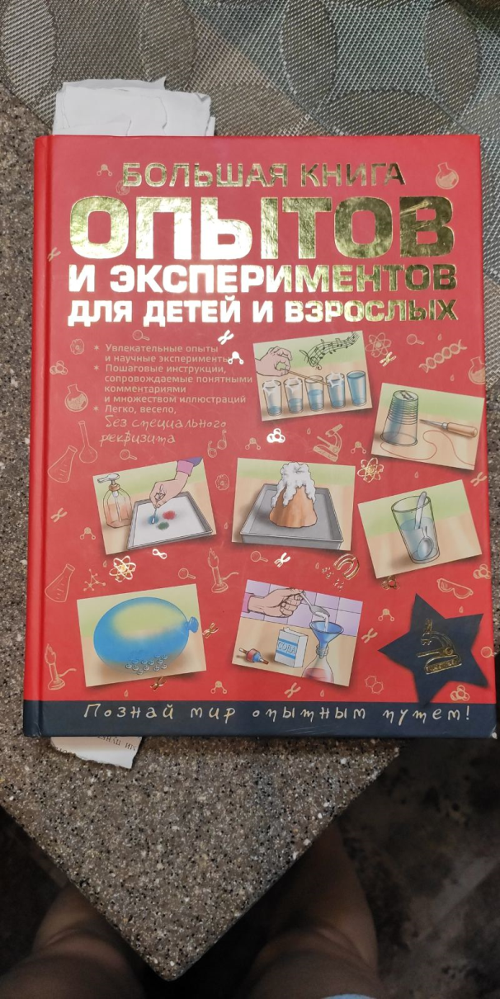 БОЛЬШАЯ КНИГА
ОПЫТОВ
И ЭКСПЕРИМЕНТОВ
ДЛЯ ДЕТЕЙ И ВЗРОСЛЫХ
* Увлекательные опыты
и научные эксперименты
* Пошаговые инструкции,
сопровождаемые понятными
комментариями
и множеством иллюстраций
* Легко, весело,
без специального
реквизита
Познай мир опытным путем!